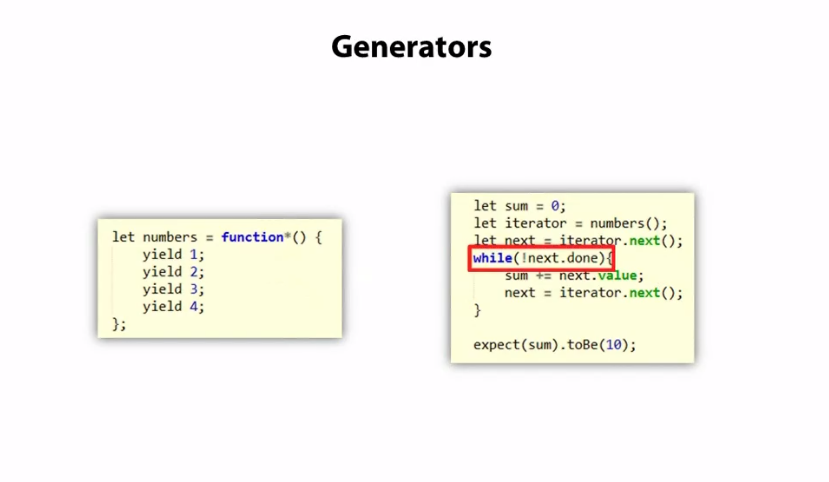 Generators
let numbers = function*() {
yield 1;
yield 2;
yield 3;
yield 4;
};
let sum = 0;
let iterator = numbers();
let next = iterator.next();
while(!next.done){
sum += next.value;
next = iterator.next();
}
expect(sum).toBe(10);